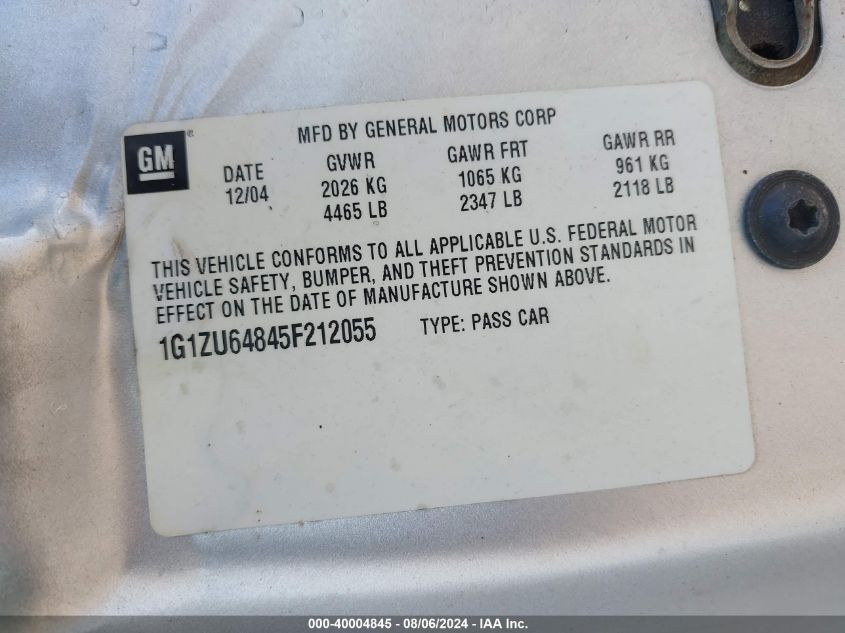 MFD BY GENERAL MOTORS CORP
GM ®
DATE GVWR GAWR FRT GAWR RR
12/04 2026 KG 1065 KG 961 KG
4465 LB 2347 LB 2118 LB
THIS VEHICLE CONFORMS TO ALL APPLICABLE U.S. FEDERAL MOTOR
VEHICLE SAFETY, BUMPER, AND THEFT PREVENTION STANDARDS IN
EFFECT ON THE DATE OF MANUFACTURE SHOWN ABOVE.
1G1ZU64845F212055 TYPE: PASS CAR
000-40004845 - 08/06/2024 - IAA Inc.